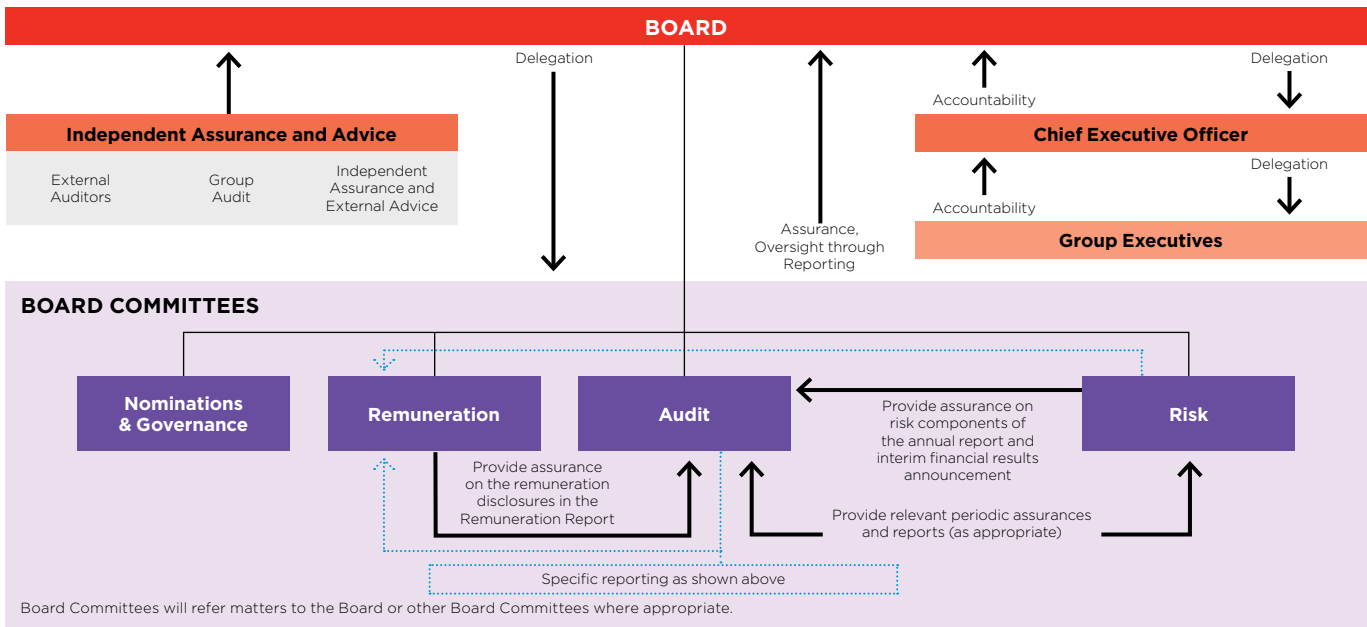 BOARD
Delegation
Delegation
Accountability
Independent Assurance and Advice
Chief Executive Officer
External
Auditors
Group
Audit
Independent
Assurance and
External Advice
Delegation
Accountability
Assurance,
Oversight through
Reporting
Group Executives
BOARD COMMITTEES
Nominations
& Governance
Remuneration
Audit
Provide assurance on
risk components of
the annual report and
interim financial results
announcement
Risk
Provide assurance
on the remuneration
disclosures in the
Remuneration Report
Provide relevant periodic assurances
and reports (as appropriate)
Specific reporting as shown above
Board Committees will refer matters to the Board or other Board Committees where appropriate.